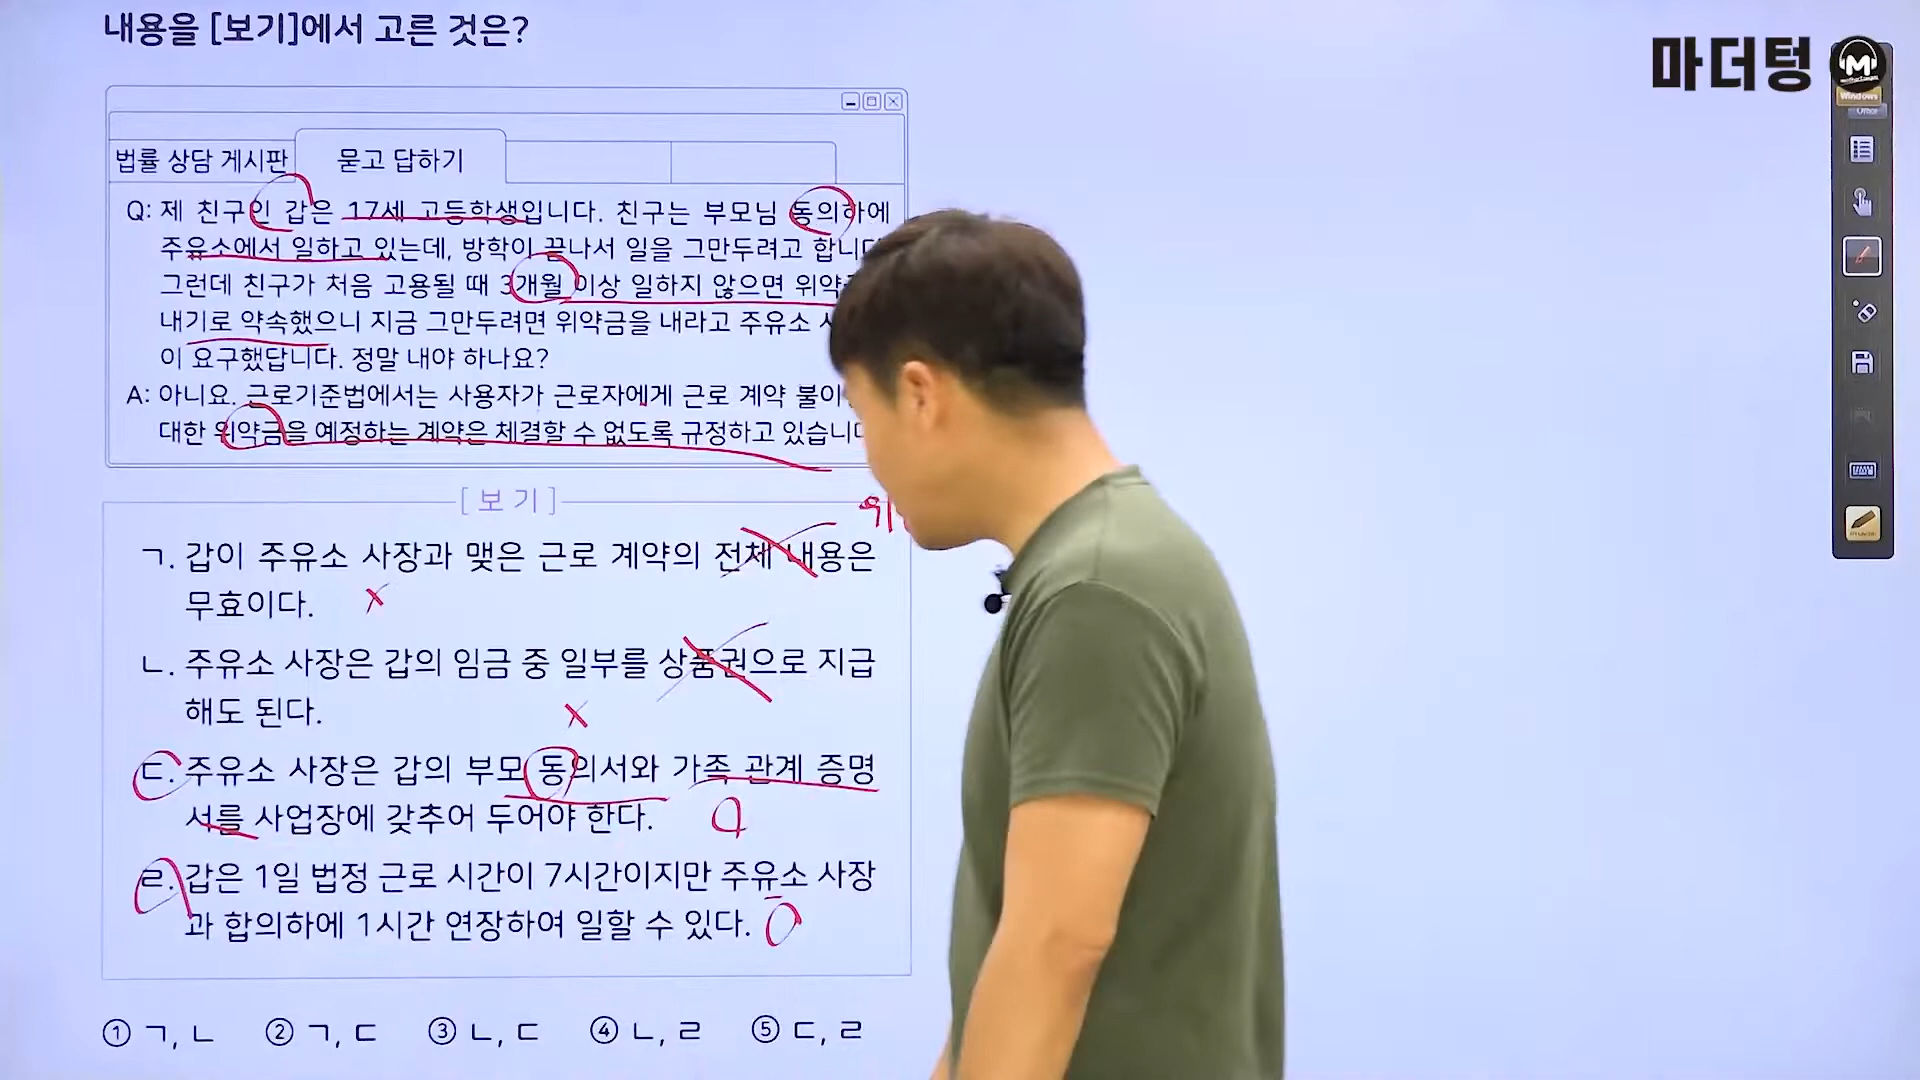 내용을 [보기]에서 고른 것은?
마더텅
Windows
법률 상담 게시판
묻고 답하기
Q: 제 친구인 갑은 17세 고등학생입니다. 친구는 부모님 동의하에
주유소에서 일하고 있는데, 방학이 끝나서 일을 그만두려고 합니다
그런데 친구가 처음 고용될 때 3개월 이상 일하지 않으면
내기로 약속했으니 지금 그만두려면 위약금을 내라고 주유소
이 요구했답니다. 정말 내야 하나요?
A: 아니요. 근로기준법에서는 사용자가 근로자에게 근로 계약
대한 위약금을 예정하는 계약은 체결할 수 없도록 규정하고
[보기]
위
ㄱ. 갑이 주유소 사장과 맺은 근로 계약의 전체 내용은
무효이다.
ㄴ. 주유소 사장은 갑의 임금 중 일부를 상품권으로 지급
해도 된다.
ㄷ. 주유소 사장은 갑의 부모 동의서와 가족 관계 증명
서를 사업장에 갖추어 두어야 한다.
ㄹ. 갑은 1일 법정 근로 시간이 7시간이지만 주유소 사장
과 합의하에 1시간 연장하여 일할 수 있다.
① ㄱ, ㄴ ② ㄱ, ㄷ ③ ㄴ, ㄷ ④ ㄴ, ㄹ ⑤ ㄷ, ㄹ